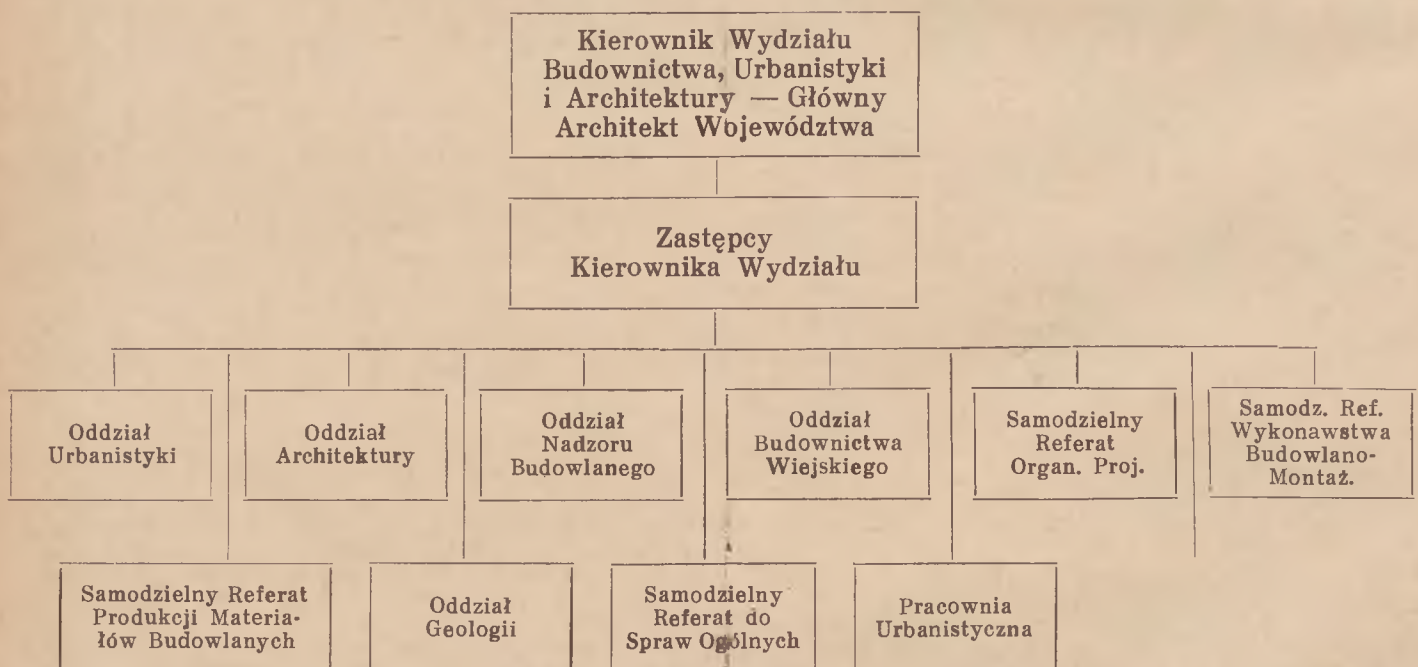 Kierownik Wydziału
Budownictwa, Urbanistyki
i Architektury — Główny
Architekt Województwa
Zastępcy
Kierownika Wydziału
Oddział
Urbanistyki
Oddział
Architektury
Oddział
Nadzoru
Budowlanego
Oddział
Budownictwa
Wiejskiego
Samodzielny
Referat
Organ. Proj.
Samodz. Ref.
Wykonawstwa
Budowlano-
Montaż.
Samodzielny Referat
Produkcji Materia-
łów Budowlanych
Oddział
Geologii
Samodzielny
Referat do
Spraw Ogólnych
Pracownia
Urbanistyczna